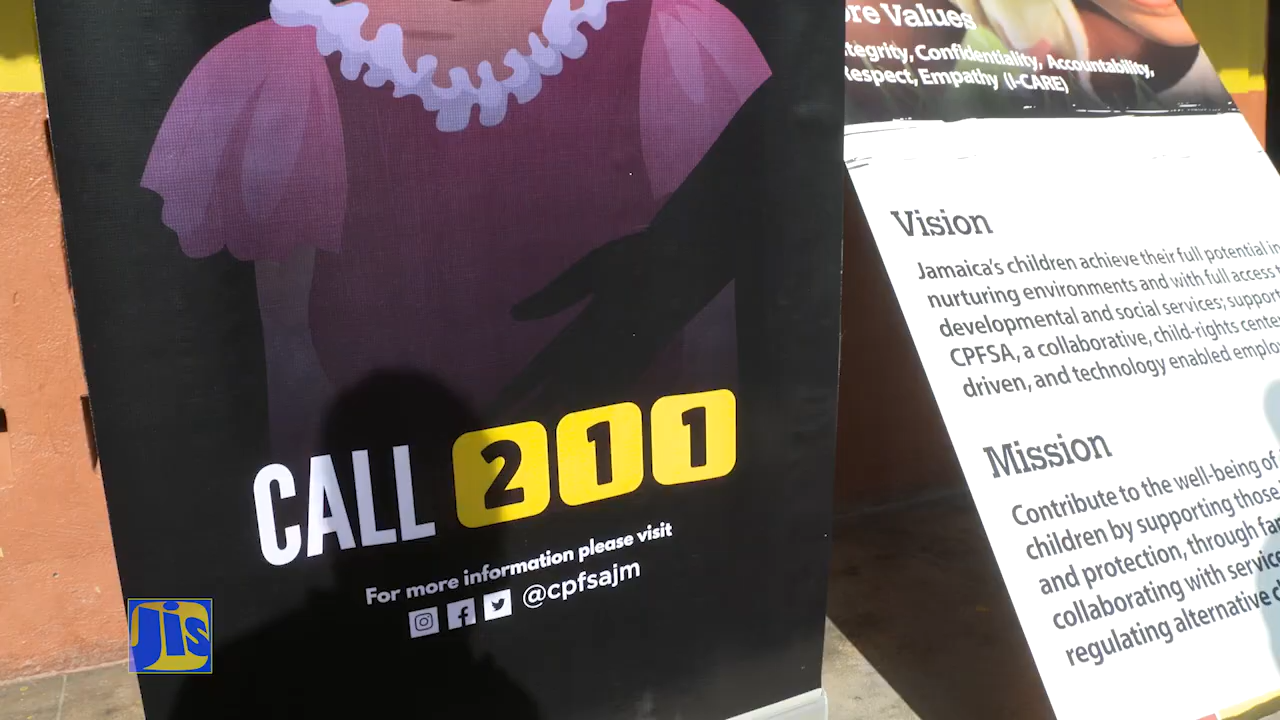 CALL 211
For more information please visit
@cpfsajm
JIS
ore Values
tegrity, Confidentiality, Accountability,
Respect, Empathy (I-CARE)
Vision
Jamaica's children achieve their full potential in
nurturing environments and with full access
developmental and social services; support
CPFSA, a collaborative, child-rights cente
driven, and technology enabled emplo
Mission
Contribute to the well-being of
children by supporting those
and protection, through fa
collaborating with servic
regulating alternative